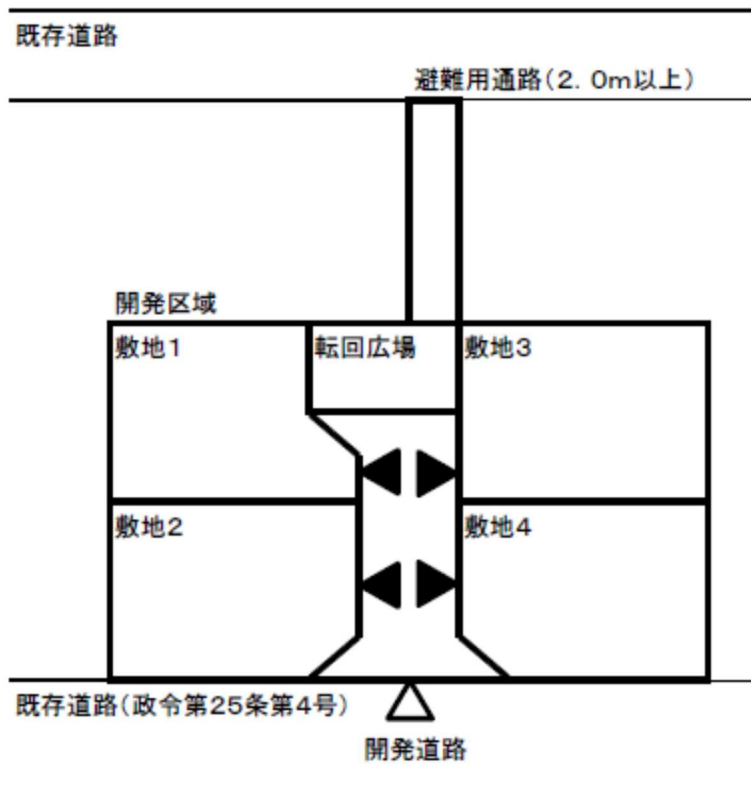 既存道路
避難用通路(2.0m以上)
開発区域
敷地1
転回広場
敷地3
敷地2
敷地4
既存道路(政令第25条第4号)
開発道路